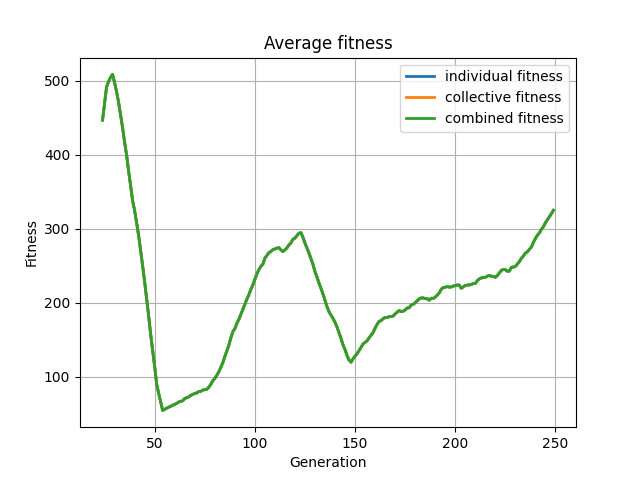 Average fitness
individual fitness
collective fitness
combined fitness
500
400
300
200
100
Fitness
50
100
150
200
250
Generation